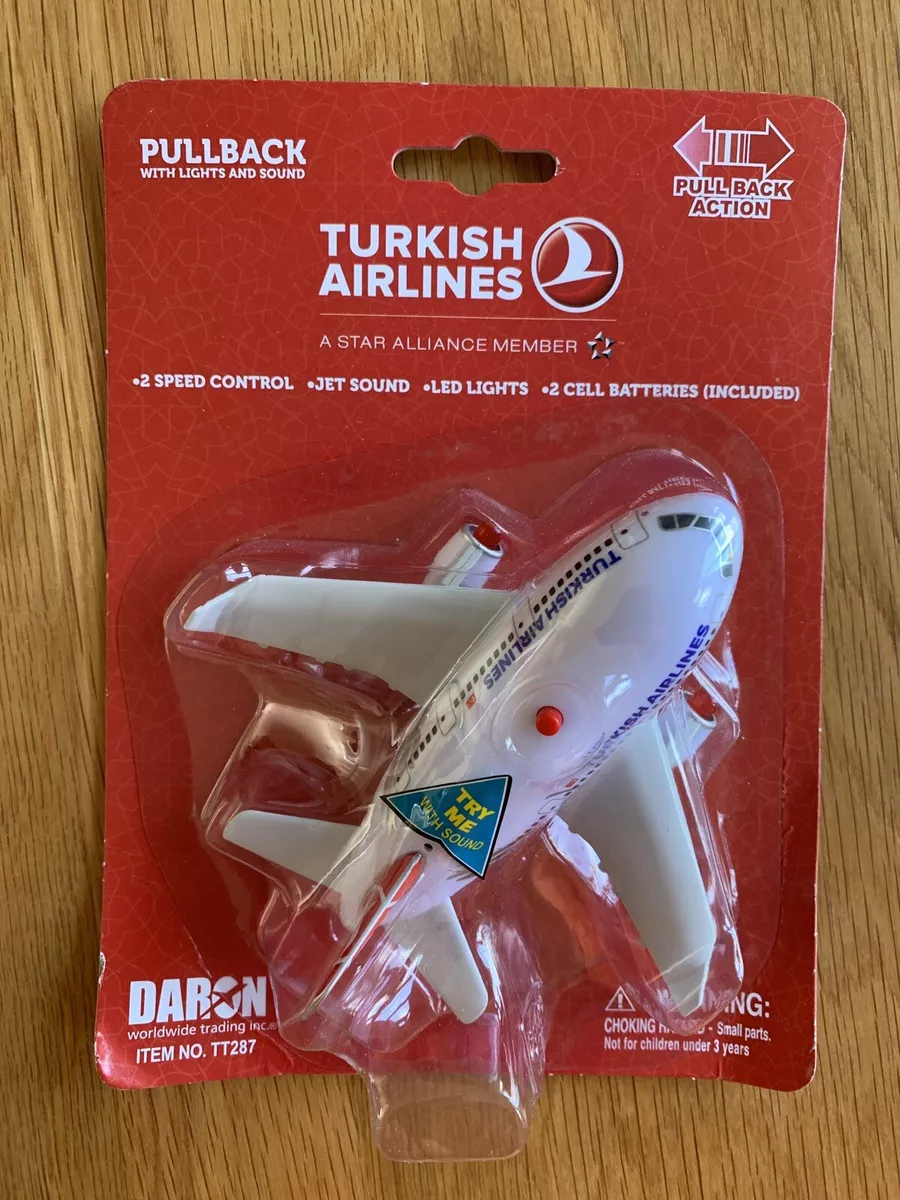 PULLBACK
WITH LIGHTS AND SOUND
PULL BACK
ACTION
TURKISH
AIRLINES
A STAR ALLIANCE MEMBER
•2 SPEED CONTROL •JET SOUND •LED LIGHTS •2 CELL BATTERIES (INCLUDED)
TURKISH AIRLINES
TURKISH AIRLINES
TRY
ME
WITH SOUND
DARON
worldwide trading inc.®
ITEM NO. TT287
CHOKING - Small parts.
Not for children under 3 years